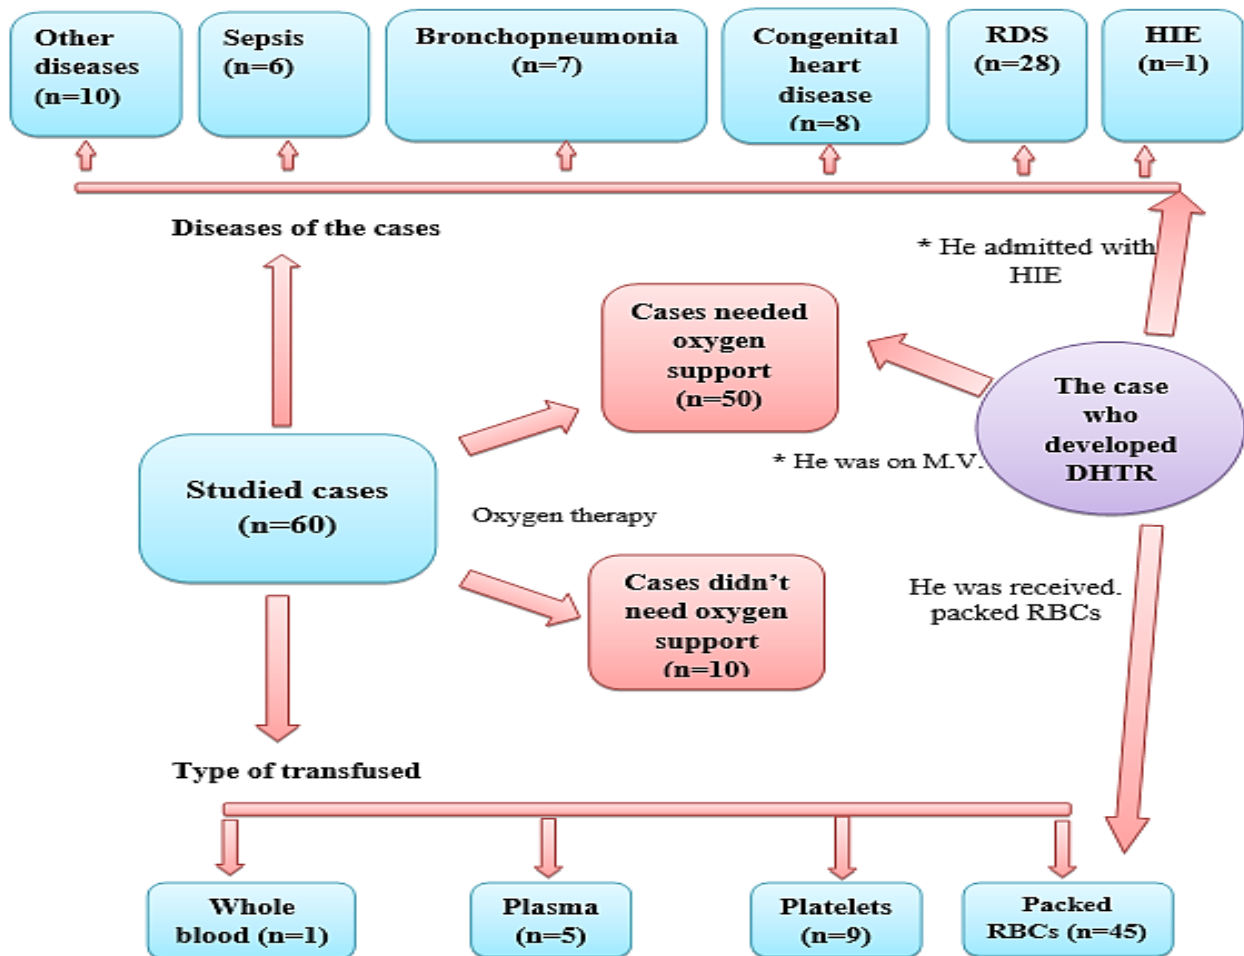 Other
diseases
(n=10)
Sepsis
(n=6)
Bronchopneumonia
(n=7)
Congenital
heart
disease
(n=8)
RDS
(n=28)
HIE
(n=1)
Diseases of the cases
* He admitted with
HIE
Cases needed
oxygen
support
(n=50)
The case
who
developed
DHTR
* He was on M.V.
Studied cases
(n=60)
Oxygen therapy
Cases didn’t
need oxygen
support
(n=10)
He was received.
packed RBCs
Type of transfused
Whole
blood (n=1)
Plasma
(n=5)
Platelets
(n=9)
Packed
RBCs (n=45)